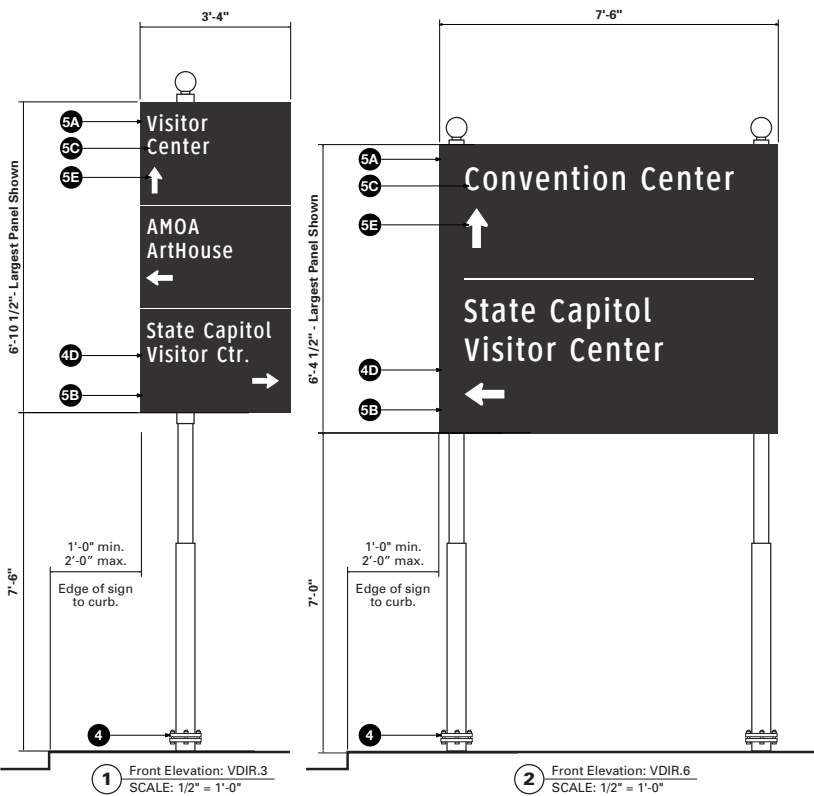 3'-4"
5A
5C
5E
4D
5B
Visitor
Center
AMOA
ArtHouse
State Capitol
Visitor Ctr.
6'-10 1/2" - Largest Panel Shown
7'-6"
1'-0" min.
2'-0” max.
Edge of sign
to curb.
4
1
Front Elevation: VDIR.3
SCALE: 1/2" = 1'-0"
7'-6"
5A
5C
5E
4D
5B
Convention Center
State Capitol
Visitor Center
6'-4 1/2" - Largest Panel Shown
7'-0"
1'-0" min.
2'-0” max.
Edge of sign
to curb.
4
2
Front Elevation: VDIR.6
SCALE: 1/2" = 1'-0"